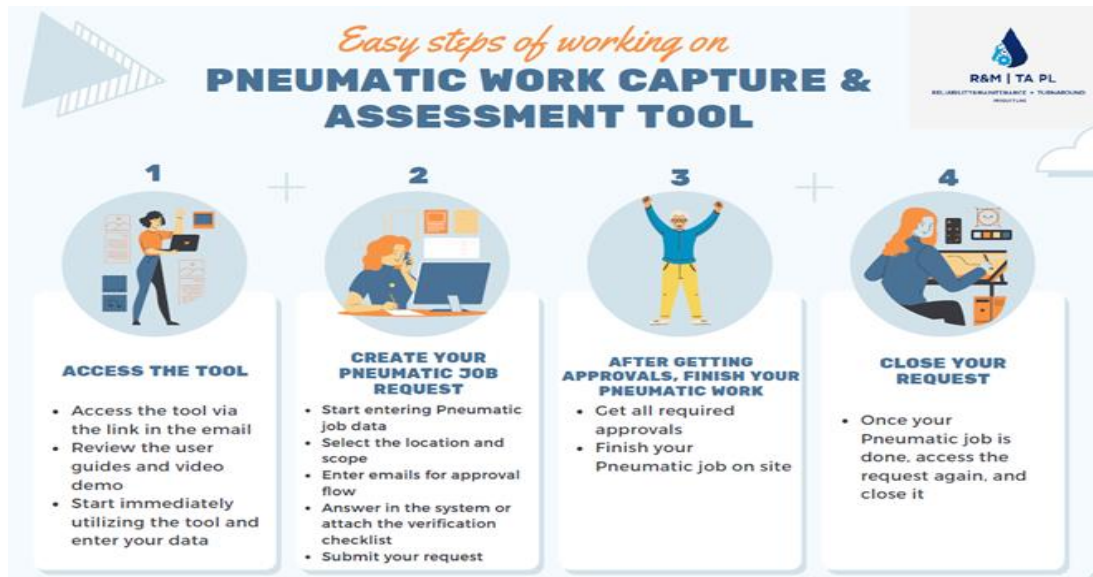 Easy steps of working on
PNEUMATIC WORK CAPTURE &
ASSESSMENT TOOL
R&M | TA PL
RELIABILITY & MAINTENANCE + TURNAROUND
PRODUCT LINE
1
ACCESS THE TOOL
• Access the tool via
the link in the email
• Review the user
guides and video
demo
• Start immediately
utilizing the tool and
enter your data
2
CREATE YOUR
PNEUMATIC JOB
REQUEST
• Start entering Pneumatic
job data
• Select the location and
scope
• Enter emails for approval
flow
• Answer in the system or
attach the verification
checklist
• Submit your request
3
AFTER GETTING
APPROVALS, FINISH YOUR
PNEUMATIC WORK
• Get all required
approvals
• Finish your
Pneumatic job on site
4
CLOSE YOUR
REQUEST
• Once your
Pneumatic job is
done, access the
request again, and
close it